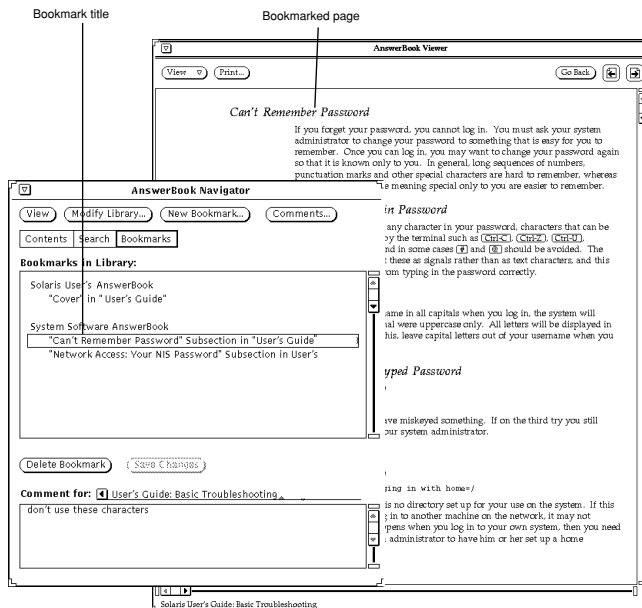 Bookmark title
Bookmarked page
AnswerBook Viewer
View
Print...
Go Back
Can't Remember Password
If you forget your password, you cannot log in. You must ask your system
administrator to change your password to something that is easy for you to
remember. Once you can log in, you may want to change your password again
so that it is known only to you. In general, long sequences of numbers,
punctuation marks and other special characters are hard to remember, whereas
e meaning special only to you are easier to remember.
in Password
any character in your password, characters that can be
by the terminal such as Ctrl-C, Ctrl-Z, Ctrl-U,
nd in some cases # and @ should be avoided. The
t these as signals rather than as text characters, and this
rom typing in the password correctly.
ame in all capitals when you log in, the system will
nal were uppercase only. All letters will be displayed in
his, leave capital letters out of your username when you
yped Password
ave miskeyed something. If on the third try you still
our system administrator.
ging in with home=/
is no directory set up for your use on the system. If this
g in to another machine on the network, it may not
ppens when you log in to your own system, then you need
administrator to have him or her set up a home
Solaris User's Guide: Basic Troubleshooting
AnswerBook Navigator
View
Modify Library...
New Bookmark...
Comments...
Contents
Search
Bookmarks
Bookmarks in Library:
Solaris User's AnswerBook
"Cover" in "User's Guide"
System Software AnswerBook
"Can't Remember Password" Subsection in "User's Guide"
"Network Access: Your NIS Password" Subsection in User's
Delete Bookmark
Save Changes
Comment for: User's Guide: Basic Troubleshooting
don't use these characters